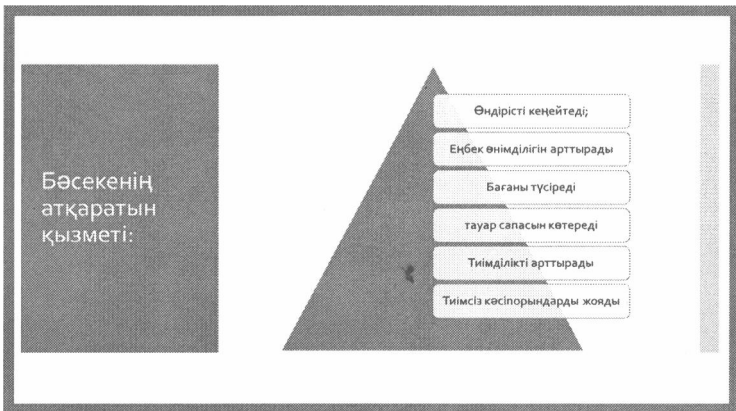 Бәсекенің
атқаратын
қызметі:
Өндірісті кеңейтеді;
Еңбек өнімділігін арттырады
Бағаны түсіреді
тауар сапасын көтереді
Тиімділікті арттырады
Тиімсіз кәсіпорындарды жояды